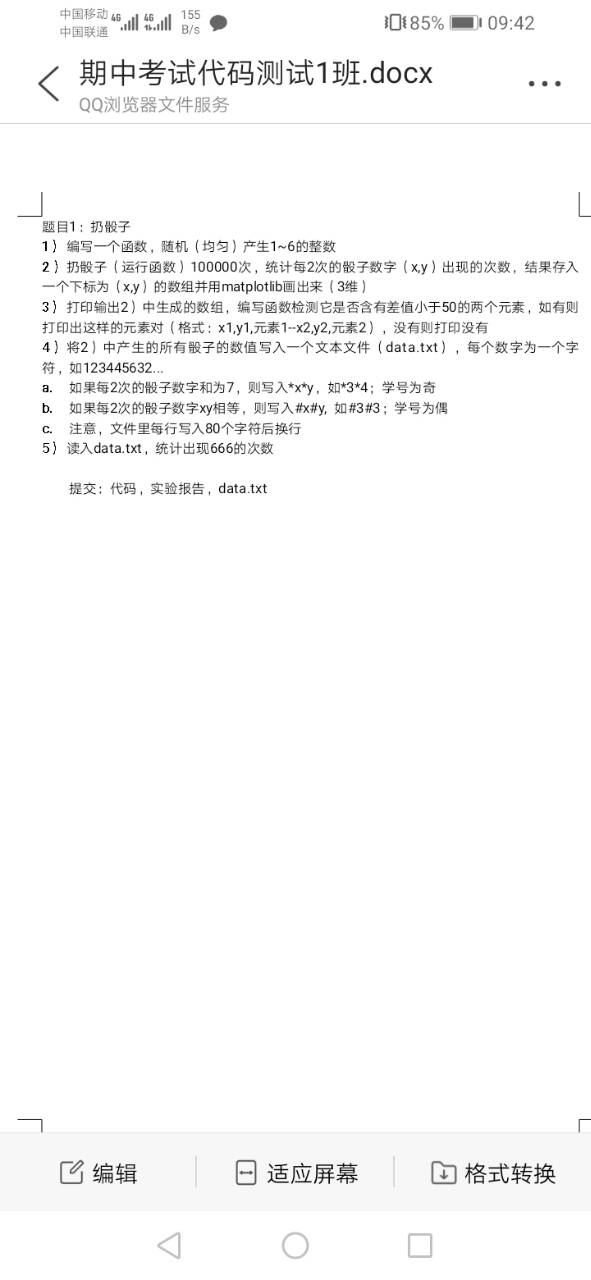 中国移动 4G 4G 155
中国联通 B/s 85% 09:42
期中考试代码测试1班.docx
QQ浏览器文件服务
题目1：扔骰子
1）编写一个函数，随机（均匀）产生1~6的整数
2）扔骰子（运行函数）100000次，统计每2次的骰子数字（x,y）出现的次数，结果存入
一个下标为（x,y）的数组并用matplotlib画出来（3维）
3）打印输出2）中生成的数组，编写函数检测它是否含有差值小于50的两个元素，如有则
打印出这样的元素对（格式：x1,y1,元素1--x2,y2,元素2），没有则打印没有
4）将2）中产生的所有骰子的数值写入一个文本文件（data.txt），每个数字为一个字
符，如123445632...
a. 如果每2次的骰子数字和为7，则写入*x*y，如*3*4；学号为奇
b. 如果每2次的骰子数字xy相等，则写入#x#y, 如#3#3；学号为偶
c. 注意，文件里每行写入80个字符后换行
5）读入data.txt，统计出现666的次数
提交：代码，实验报告，data.txt
编辑 适应屏幕 格式转换